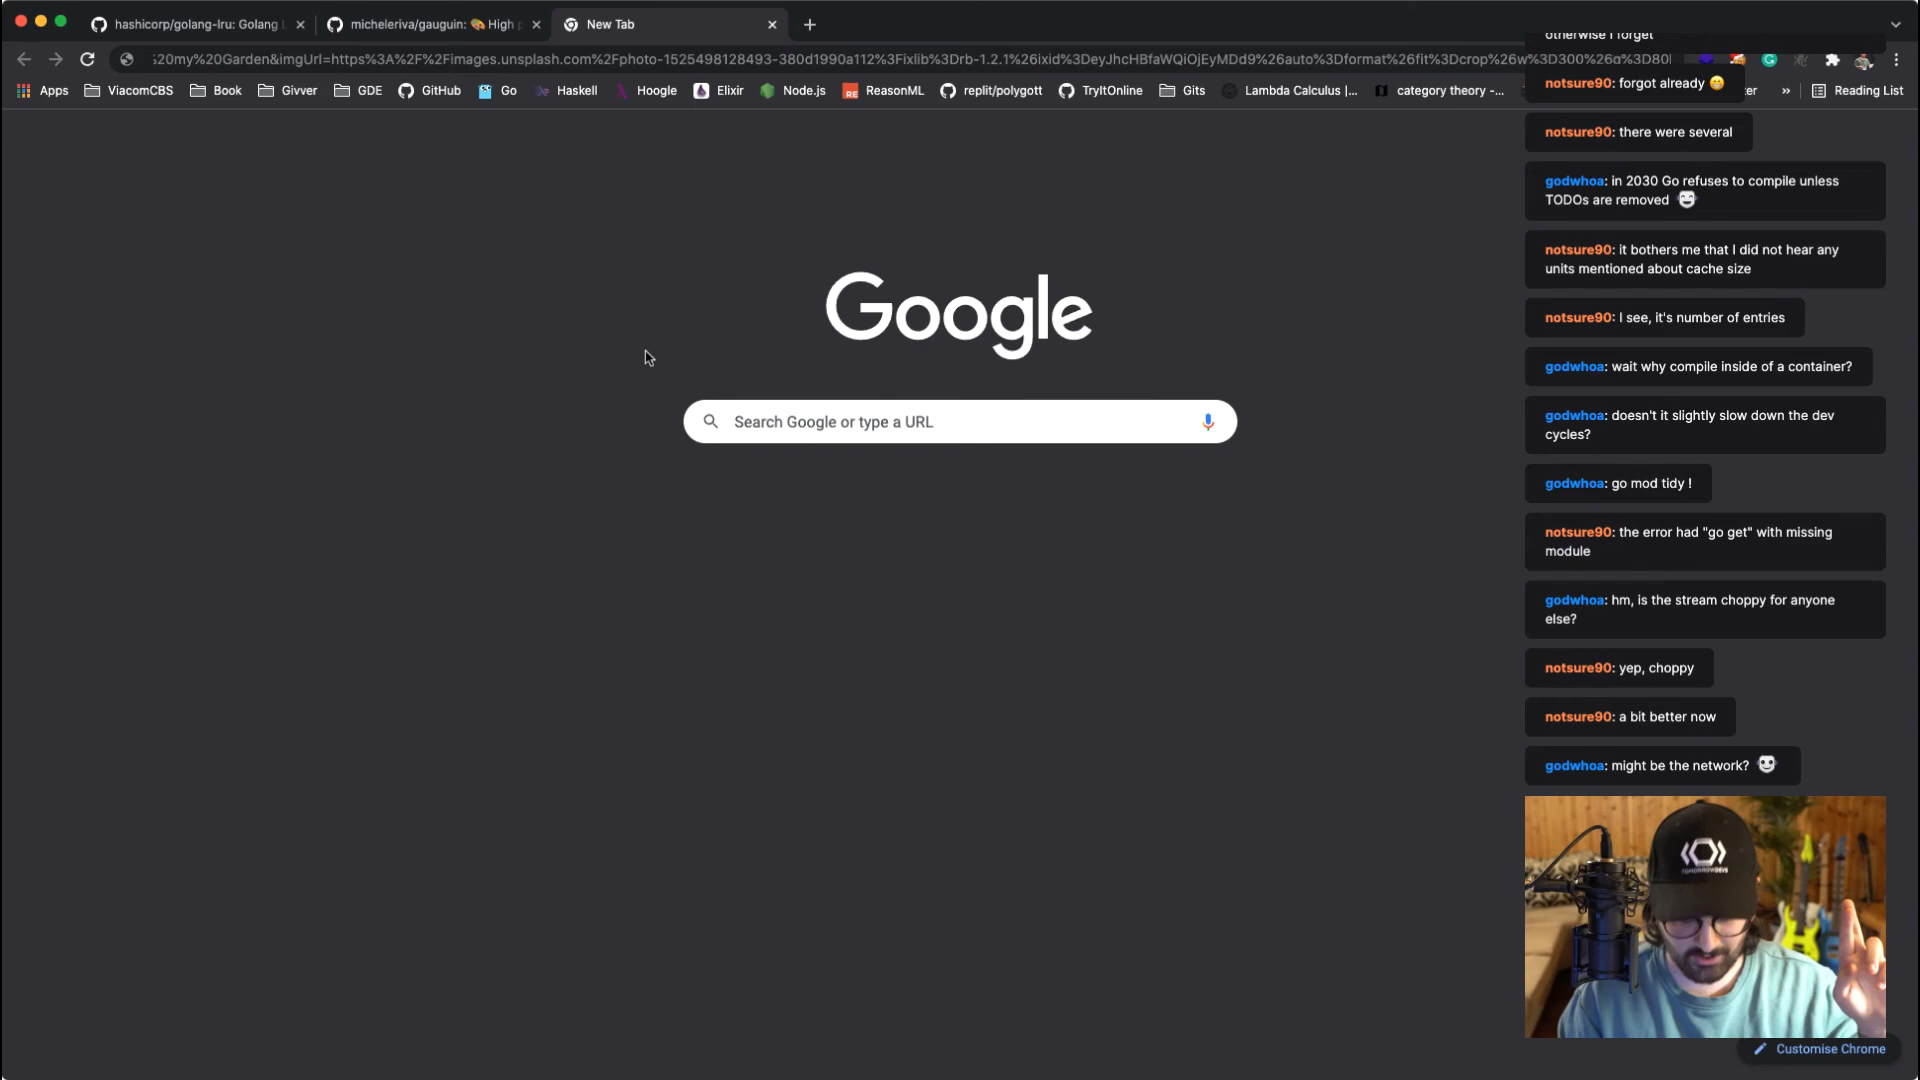 hashicorp/golang-lru: Golang
micheleriva/gauguin: 🎨 High
New Tab
:20my%20Garden&imgUrl=https%3A%2F%2Fimages.unsplash.com%2Fphoto-1525498128493-380d1990a112%3Fixlib%3Drb-1.2.1%26ixid%3DeyJhcHBfaWQiOjEyMDd9%26auto%3Dformat%26fit%3Dcrop%26w%3D300%26q%3D80
Apps ViacomCBS Book Givver GDE GitHub Go Haskell Hoogle Elixir Node.js ReasonML replit/polygott TryItOnline Gits Lambda Calculus |... category theory -... ter » Reading List
otherwise I forget
notsure90: forgot already 😁
notsure90: there were several
godwhoa: in 2030 Go refuses to compile unless
TODOs are removed
notsure90: it bothers me that I did not hear any
units mentioned about cache size
notsure90: I see, it's number of entries
godwhoa: wait why compile inside of a container?
godwhoa: doesn't it slightly slow down the dev
cycles?
godwhoa: go mod tidy !
notsure90: the error had "go get" with missing
module
godwhoa: hm, is the stream choppy for anyone
else?
notsure90: yep, choppy
notsure90: a bit better now
godwhoa: might be the network?
Google
Search Google or type a URL
TOMORROWDEVS
Customise Chrome